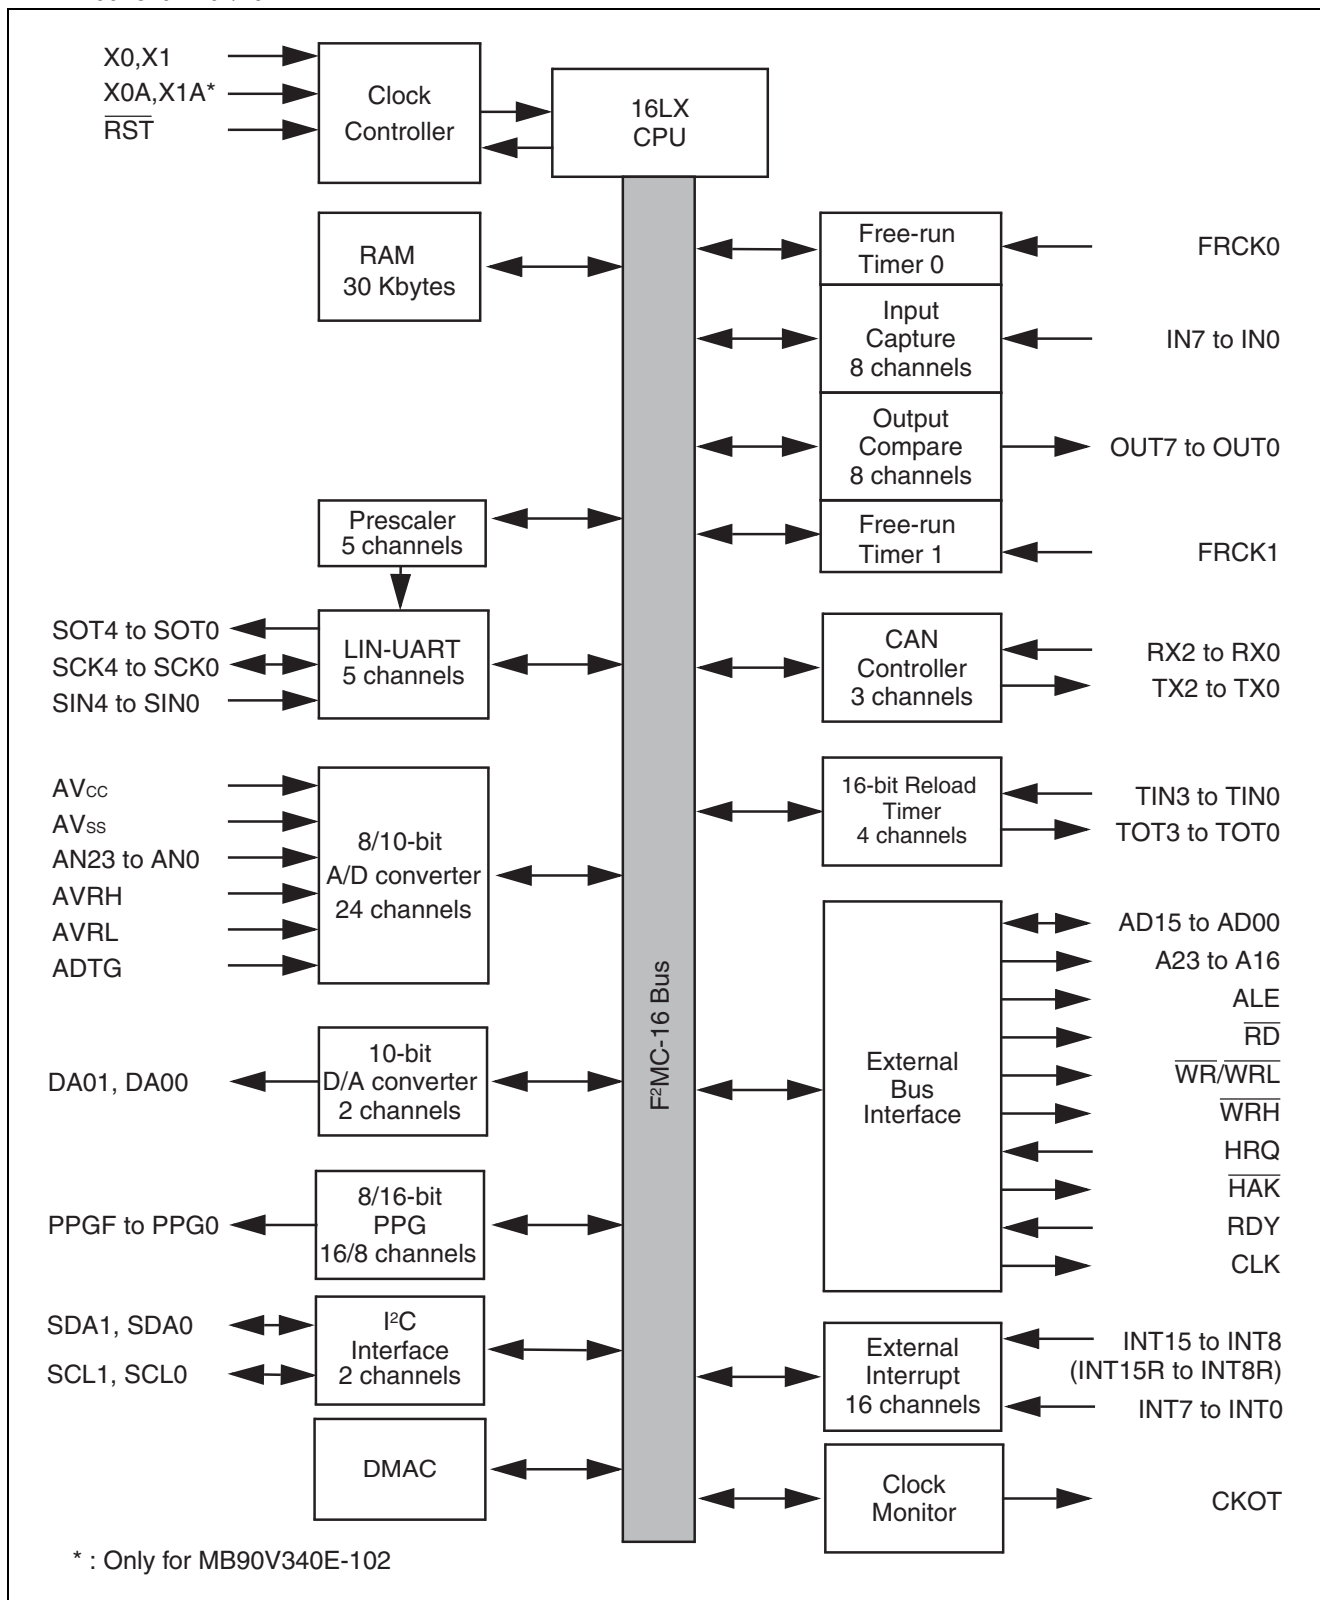 X0,X1
X0A,X1A*
RST
Clock
Controller
16LX
CPU
RAM
30 Kbytes
Free-run
Timer 0
FRCK0
Input
Capture
8 channels
IN7 to IN0
Output
Compare
8 channels
OUT7 to OUT0
Free-run
Timer 1
FRCK1
Prescaler
5 channels
SOT4 to SOT0
SCK4 to SCK0
SIN4 to SIN0
LIN-UART
5 channels
CAN
Controller
3 channels
RX2 to RX0
TX2 to TX0
AVCC
AVSS
AN23 to AN0
AVRH
AVRL
ADTG
8/10-bit
A/D converter
24 channels
16-bit Reload
Timer
4 channels
TIN3 to TIN0
TOT3 to TOT0
F²MC-16 Bus
DA01, DA00
10-bit
D/A converter
2 channels
External
Bus
Interface
AD15 to AD00
A23 to A16
ALE
RD
WR/WRL
WRH
HRQ
HAK
RDY
CLK
PPGF to PPG0
8/16-bit
PPG
16/8 channels
SDA1, SDA0
SCL1, SCL0
I²C
Interface
2 channels
External
Interrupt
16 channels
INT15 to INT8
(INT15R to INT8R)
INT7 to INT0
DMAC
Clock
Monitor
CKOT
* : Only for MB90V340E-102